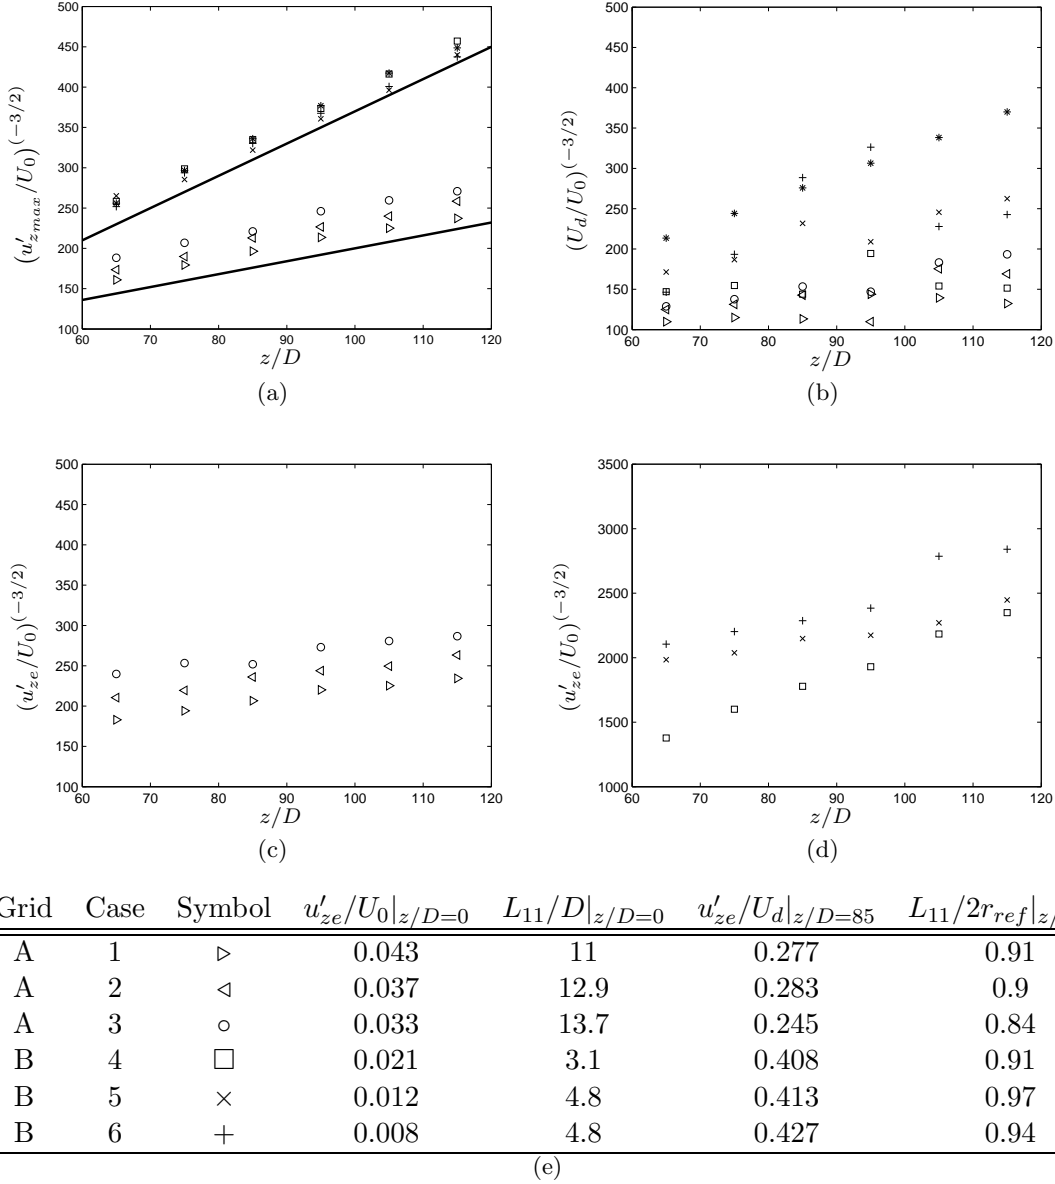 500
450
400
350
300
250
200
150
100
60 70 80 90 100 110 120
(u′_{z_{max}}/U_0)^{(−3/2)}
z/D
(a)
500
450
400
350
300
250
200
150
100
60 70 80 90 100 110 120
(U_d/U_0)^{(−3/2)}
z/D
(b)
500
450
400
350
300
250
200
150
100
60 70 80 90 100 110 120
(u′_{ze}/U_0)^{(−3/2)}
z/D
(c)
3500
3000
2500
2000
1500
1000
60 70 80 90 100 110 120
(u′_{ze}/U_0)^{(−3/2)}
z/D
(d)
Grid Case Symbol u′_{ze}/U_0|_{z/D=0} L_{11}/D|_{z/D=0} u′_{ze}/U_d|_{z/D=85} L_{11}/2r_{ref}|_{z/
A 1 ▷ 0.043 11 0.277 0.91
A 2 ◁ 0.037 12.9 0.283 0.9
A 3 ○ 0.033 13.7 0.245 0.84
B 4 □ 0.021 3.1 0.408 0.91
B 5 × 0.012 4.8 0.413 0.97
B 6 + 0.008 4.8 0.427 0.94
(e)